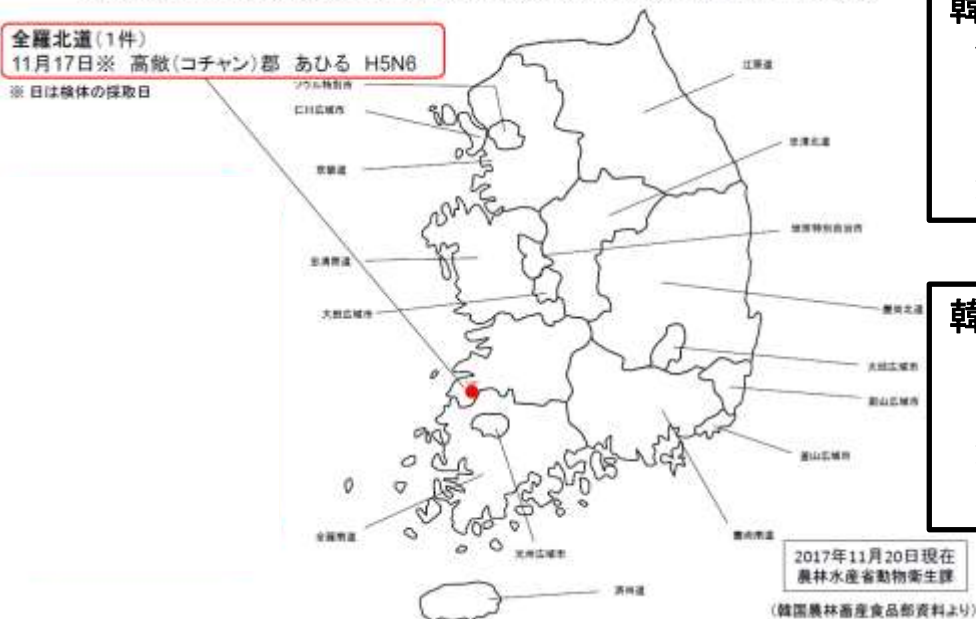 全羅北道(1件)
11月17日※ 高敞(コチャン)郡 あひる H5N6
※ 日は検体の採取日
ソウル特別市
仁川広域市
京畿道
江原道
忠清北道
世宗特別自治市
忠清南道
大田広域市
慶尚北道
大邱広域市
釜山広域市
全羅南道
光州広域市
慶尚南道
済州道
2017年11月20日現在
農林水産省動物衛生課
(韓国農林畜産食品部資料より)
韓
韓